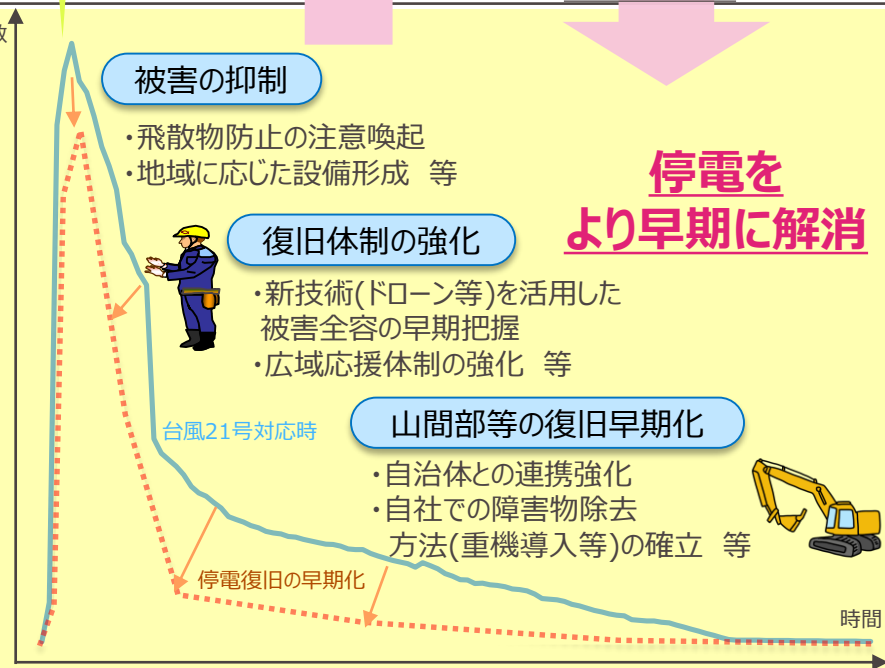 数
被害の抑制
・飛散物防止の注意喚起
・地域に応じた設備形成 等
停電を
より早期に解消
復旧体制の強化
・新技術(ドローン等)を活用した
被害全容の早期把握
・広域応援体制の強化 等
台風21号対応時
山間部等の復旧早期化
・自治体との連携強化
・自社での障害物除去
方法(重機導入等)の確立 等
停電復旧の早期化
時間